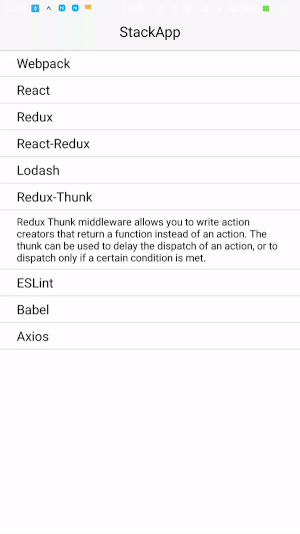 StackApp
Webpack
React
Redux
React-Redux
Lodash
Redux-Thunk
Redux Thunk middleware allows you to write action
creators that return a function instead of an action. The
thunk can be used to delay the dispatch of an action, or to
dispatch only if a certain condition is met.
ESLint
Babel
Axios